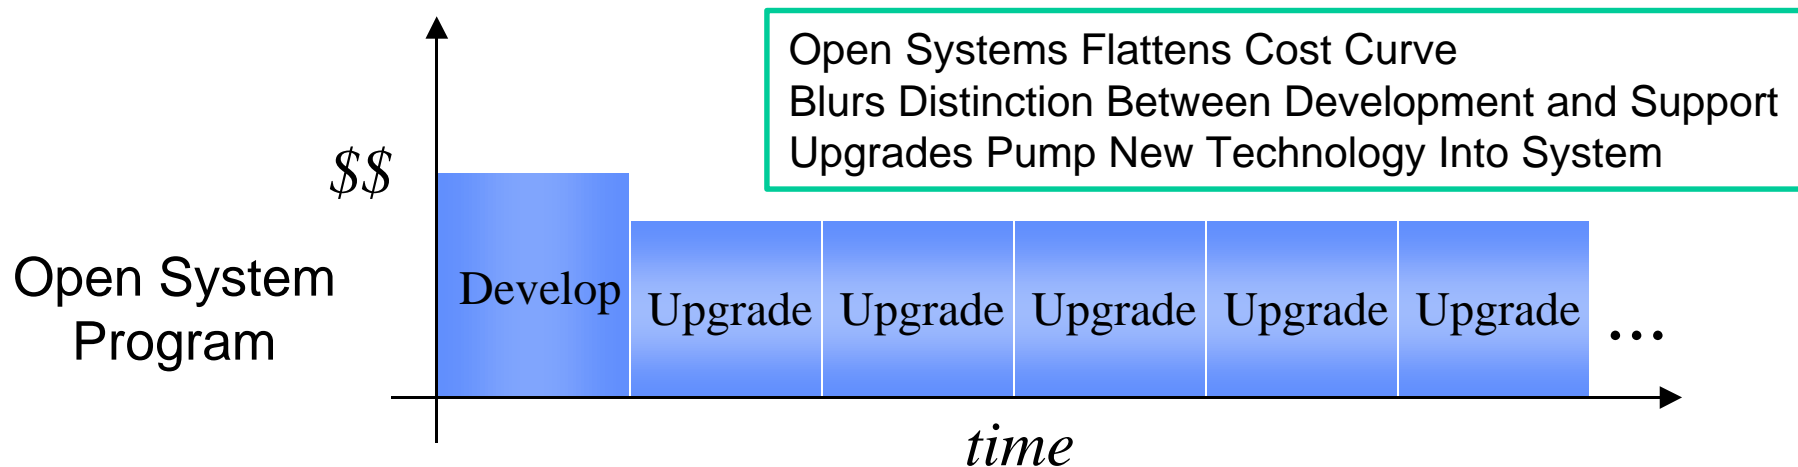 Open Systems Flattens Cost Curve
Blurs Distinction Between Development and Support
Upgrades Pump New Technology Into System
$$
Open System
Program
Develop
Upgrade
Upgrade
Upgrade
Upgrade
Upgrade
...
time